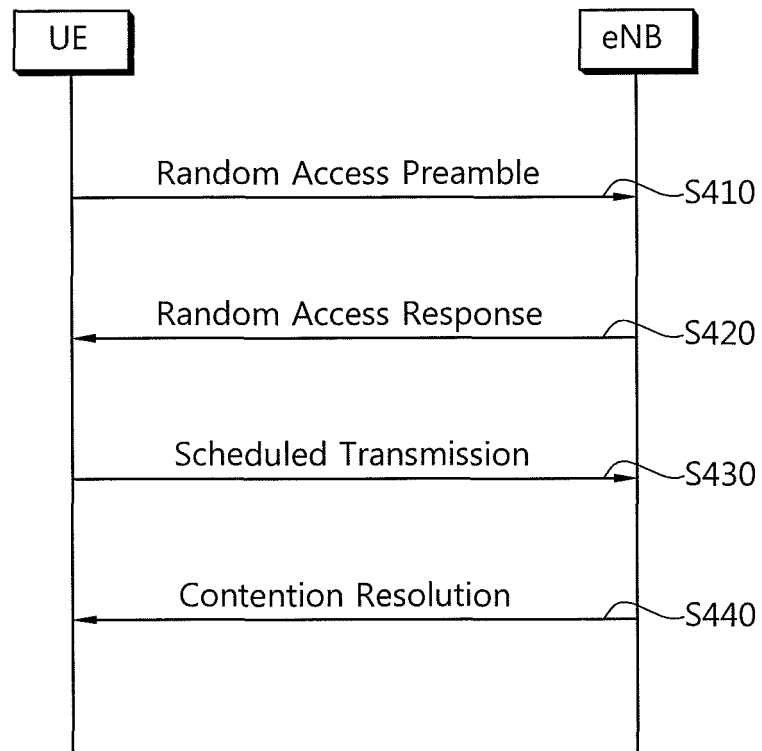 UE
eNB
Random Access Preamble
S410
Random Access Response
S420
Scheduled Transmission
S430
Contention Resolution
S440